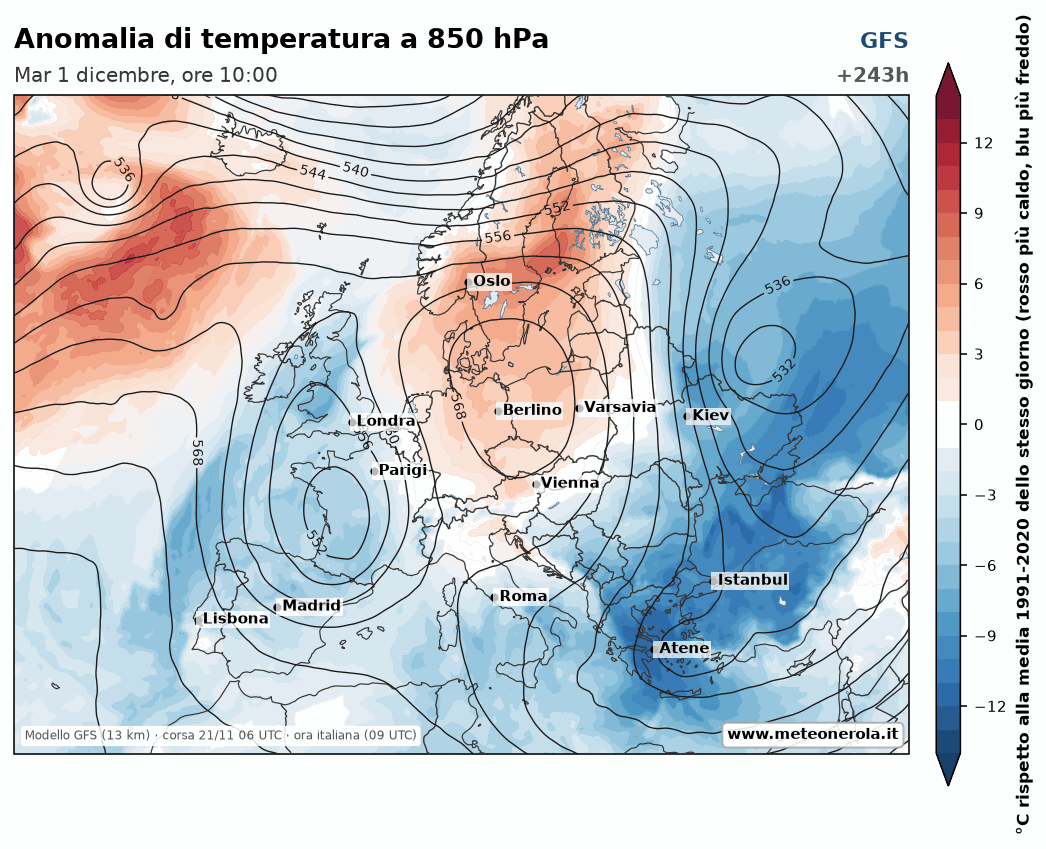 Anomalia di temperatura a 850 hPa
GFS
Mar 1 dicembre, ore 10:00
+243h
536
544
540
552
556
536
532
568
568
Oslo
Berlino
Varsavia
Kiev
Londra
Parigi
Vienna
Istanbul
Roma
Madrid
Lisbona
Atene
12
9
6
3
0
−3
−6
−9
−12
°C rispetto alla media 1991-2020 dello stesso giorno (rosso più caldo, blu più freddo)
Modello GFS (13 km) · corsa 21/11 06 UTC · ora italiana (09 UTC)
www.meteonerola.it